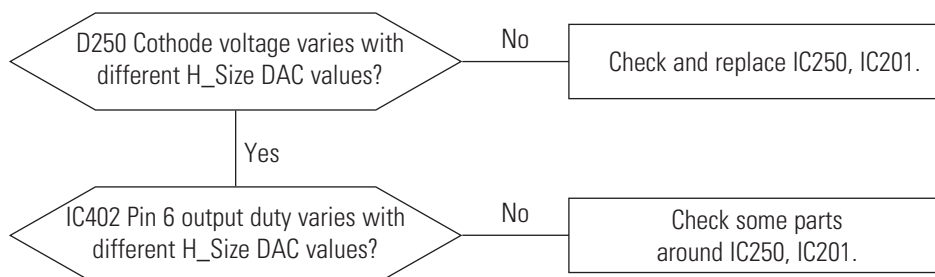 D250 Cothode voltage varies with
different H_Size DAC values?
No
Check and replace IC250, IC201.
Yes
IC402 Pin 6 output duty varies with
different H_Size DAC values?
No
Check some parts
around IC250, IC201.